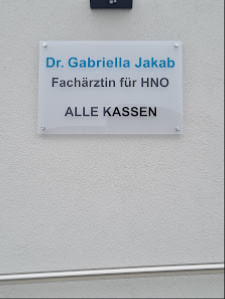 Dr. Gabriella Jakab
Fachärztin für HNO
ALLE KASSEN